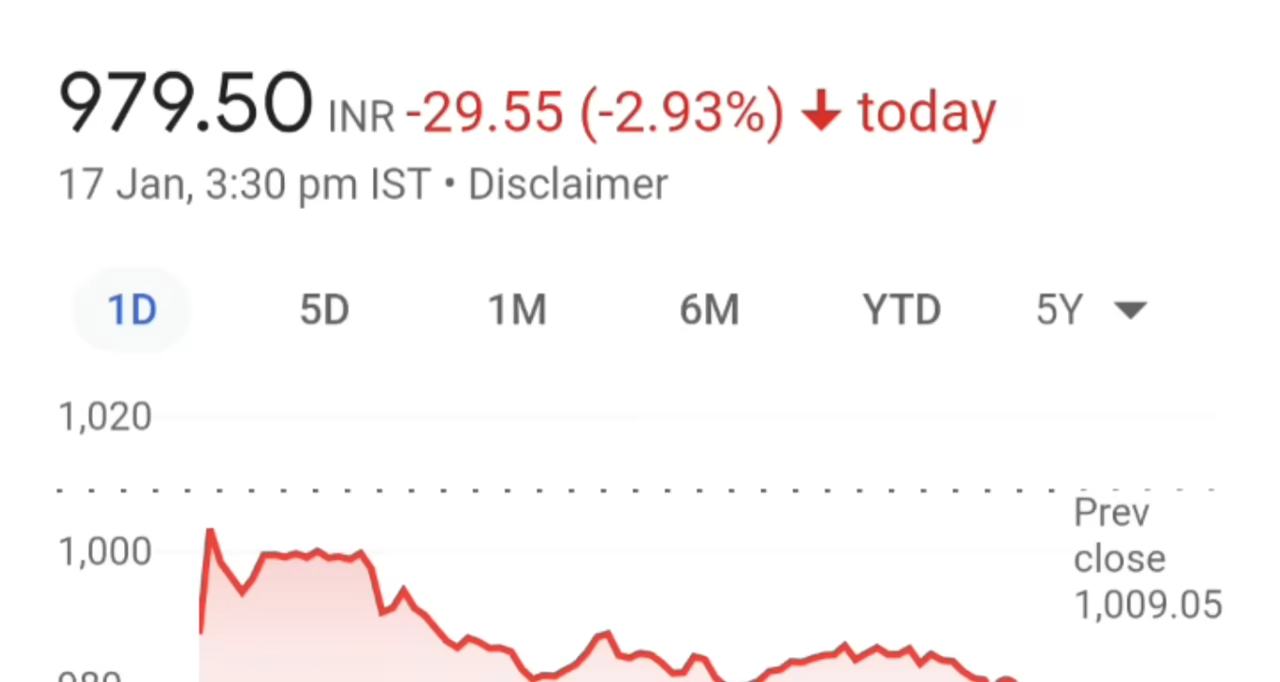 979.50 INR -29.55 (-2.93%) ↓ today
17 Jan, 3:30 pm IST • Disclaimer
1D 5D 1M 6M YTD 5Y
1,020
Prev
close
1,009.05
1,000
980